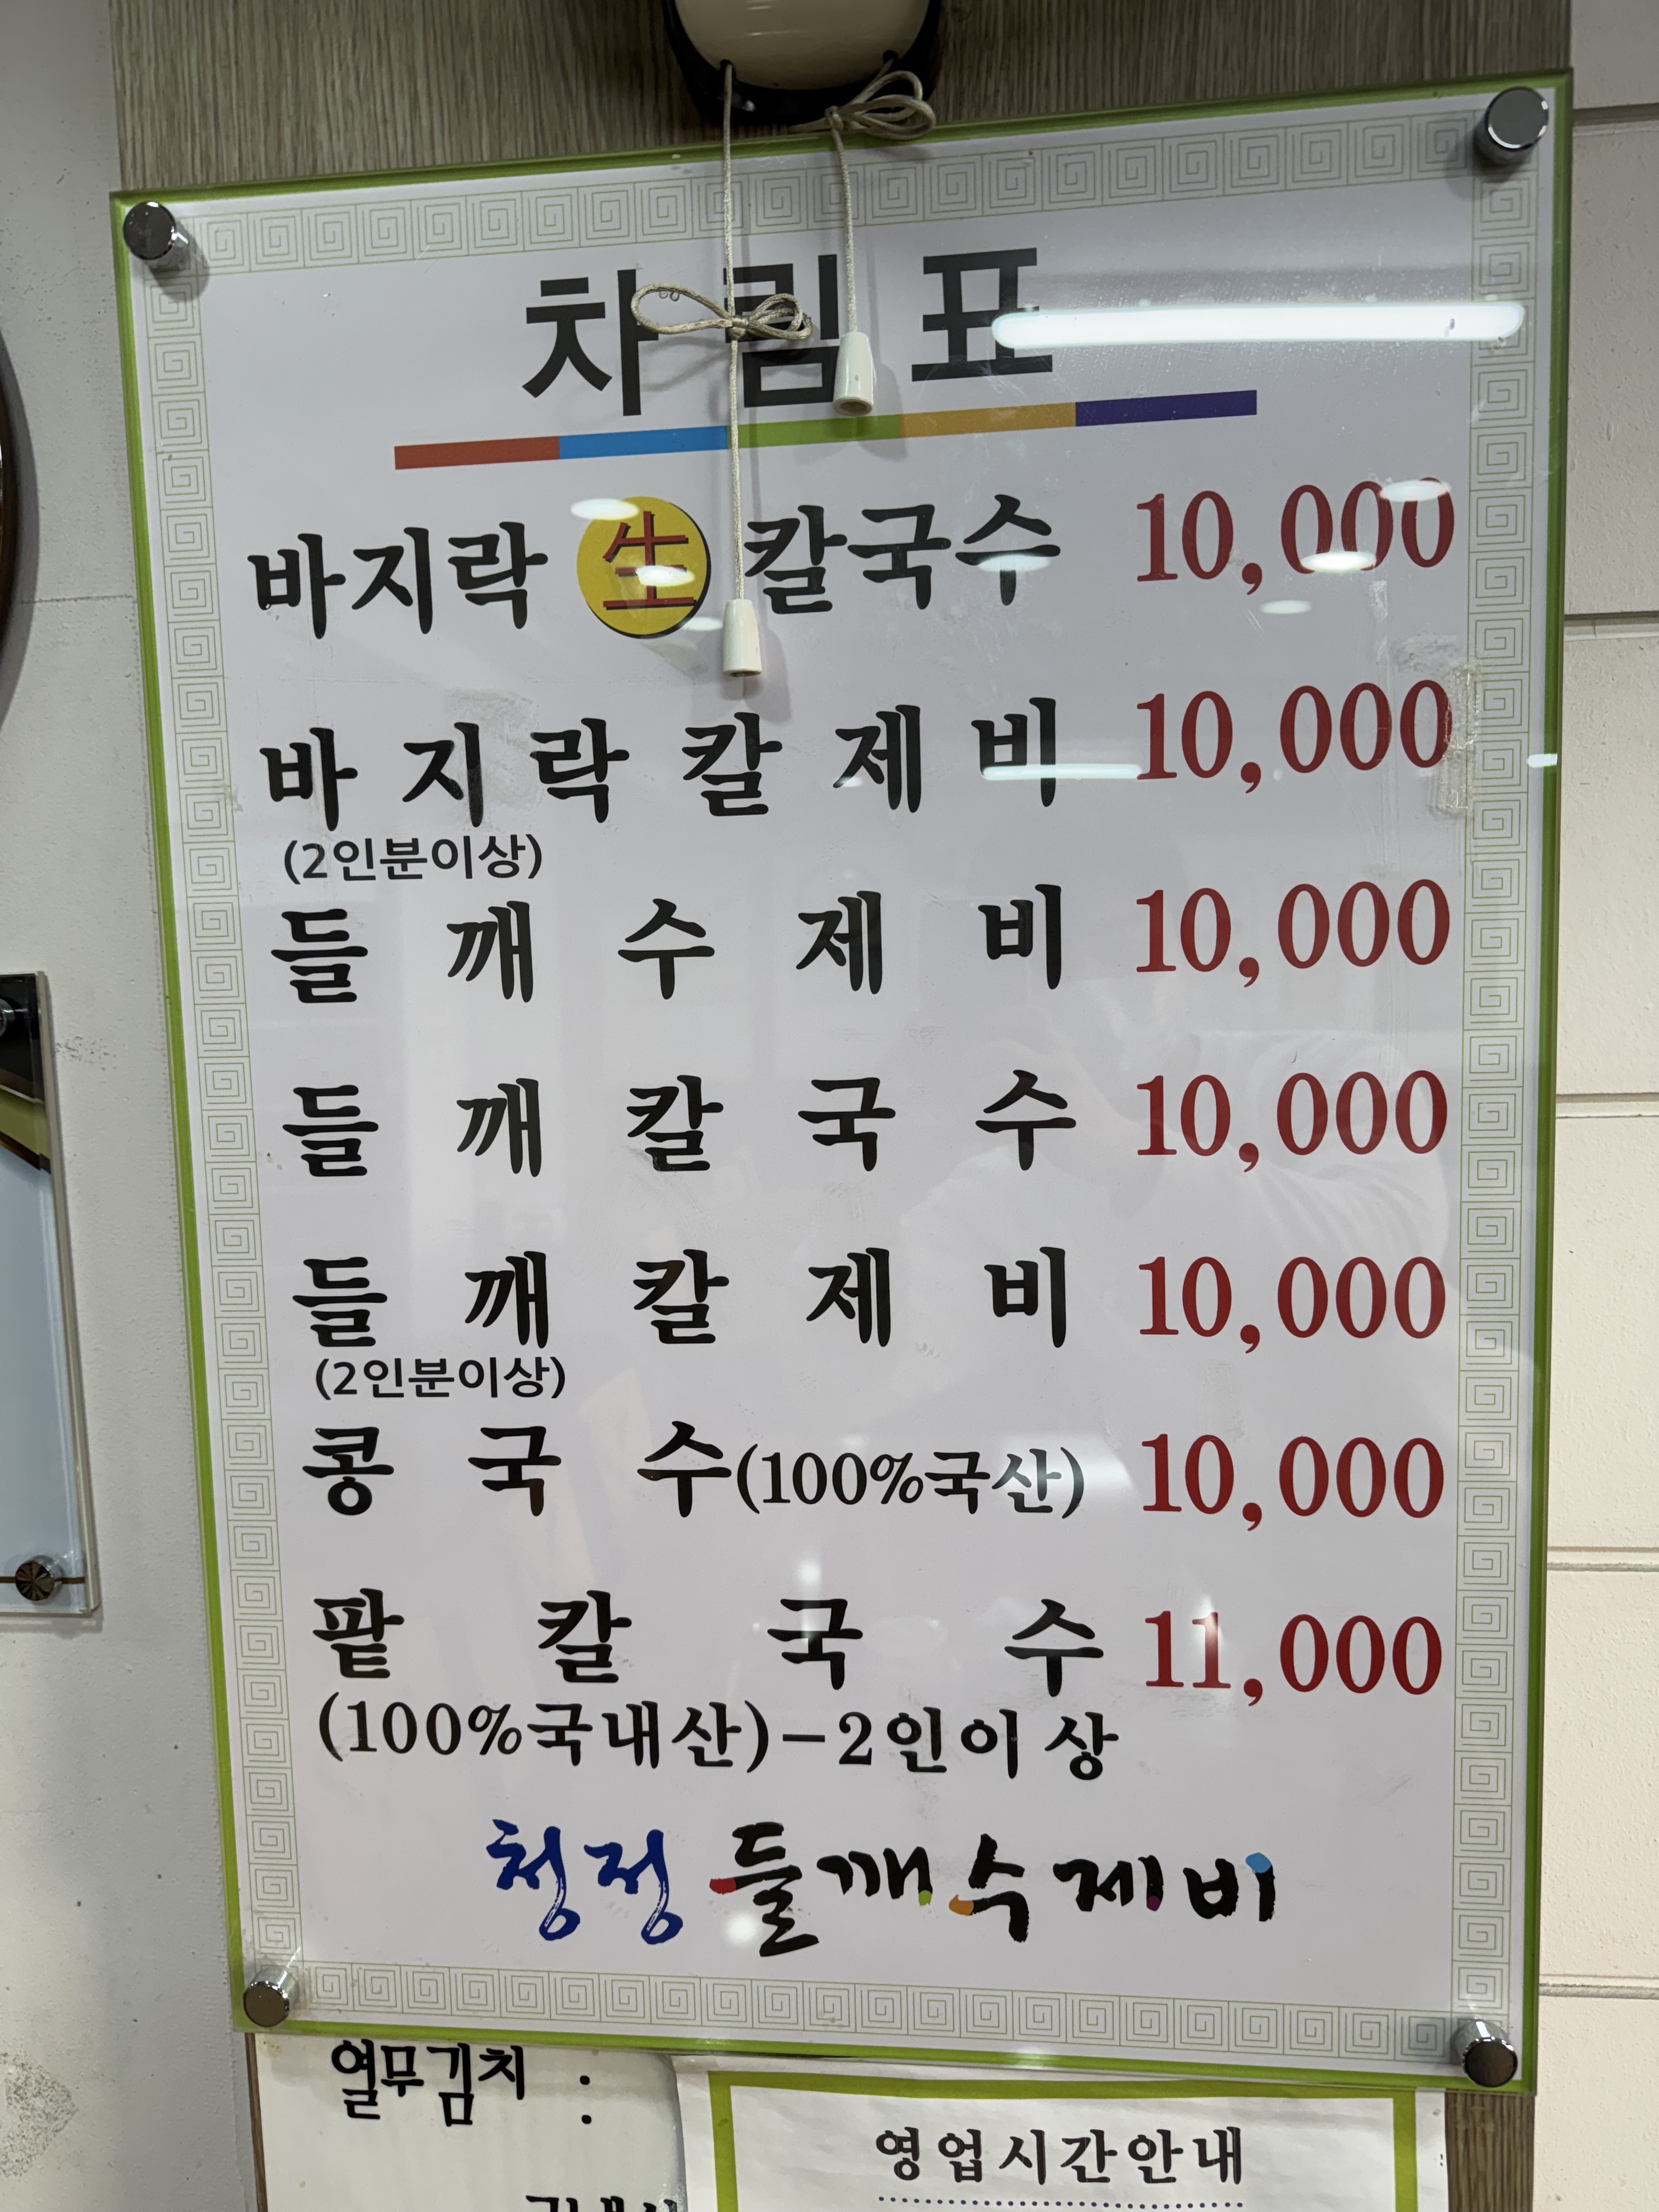 차림표
바지락 生 칼국수 10,000
바지락칼제비 10,000
(2인분이상)
들깨수제비 10,000
들깨칼국수 10,000
들깨칼제비 10,000
(2인분이상)
콩국수(100%국산) 10,000
팥칼국수 11,000
(100%국내산)-2인이상
청정 들깨수제비
열무김치 :
영업시간안내